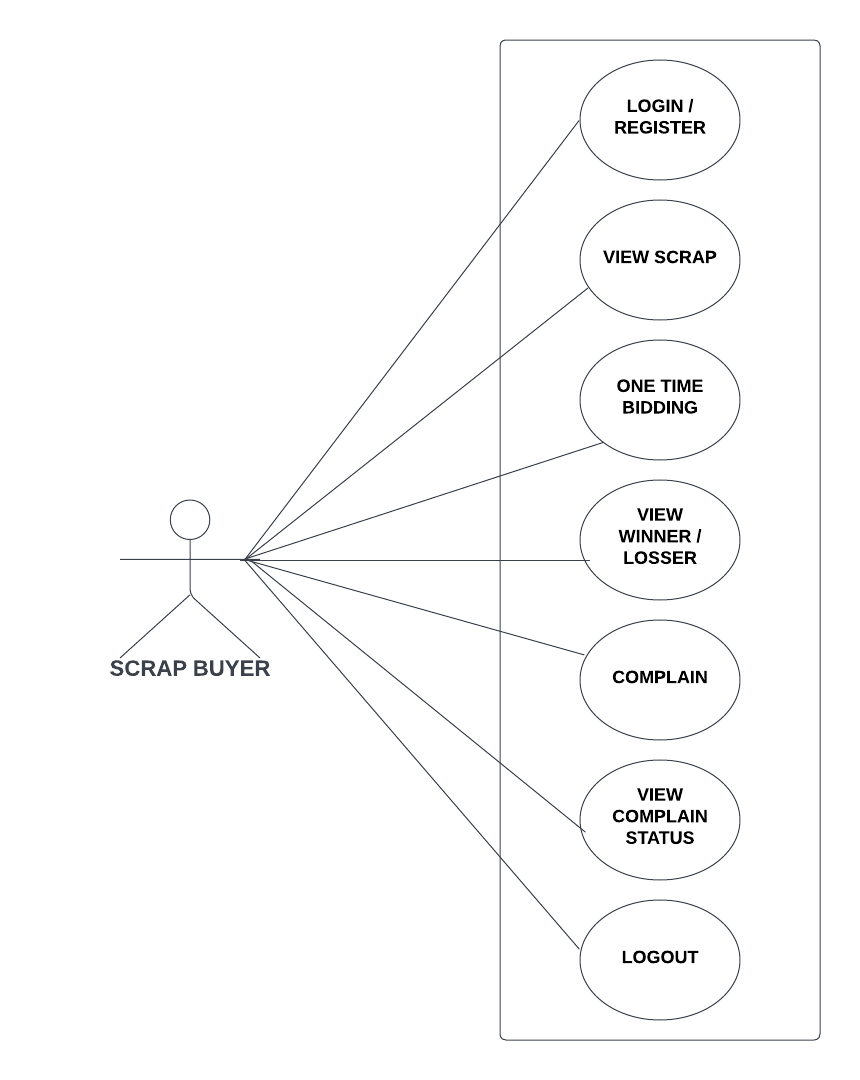 LOGIN /
REGISTER
VIEW SCRAP
ONE TIME
BIDDING
VIEW
WINNER /
LOSSER
SCRAP BUYER
COMPLAIN
VIEW
COMPLAIN
STATUS
LOGOUT